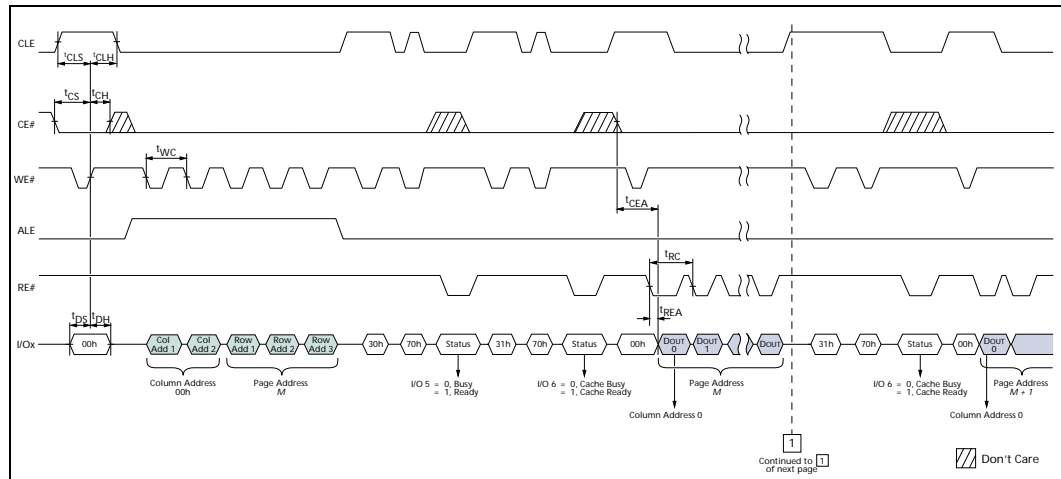 CLE
tCLS
tCLH
tCS
tCH
CE#
tWC
WE#
tCEA
ALE
tRC
RE#
tREA
tDS
tDH
I/Ox
00h
Col Add 1
Col Add 2
Row Add 1
Row Add 2
Row Add 3
30h
70h
Status
31h
70h
Status
00h
DOUT 0
DOUT 1
DOUT
31h
70h
Status
00h
DOUT 0
Column Address
00h
Page Address
M
I/O 5 = 0, Busy
= 1, Ready
I/O 6 = 0, Cache Busy
= 1, Cache Ready
Page Address
M
I/O 6 = 0, Cache Busy
= 1, Cache Ready
Page Address
M + 1
Column Address 0
Column Address 0
1
Continued to 1
of next page
Don't Care